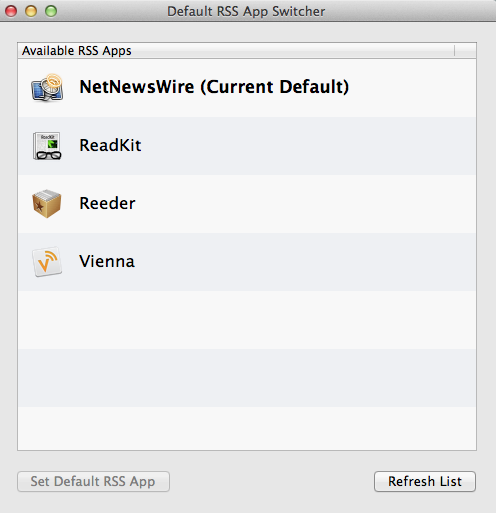 Default RSS App Switcher
Available RSS Apps
NetNewsWire (Current Default)
ReadKit
ReadKit
Reeder
Vienna
Set Default RSS App
Refresh List